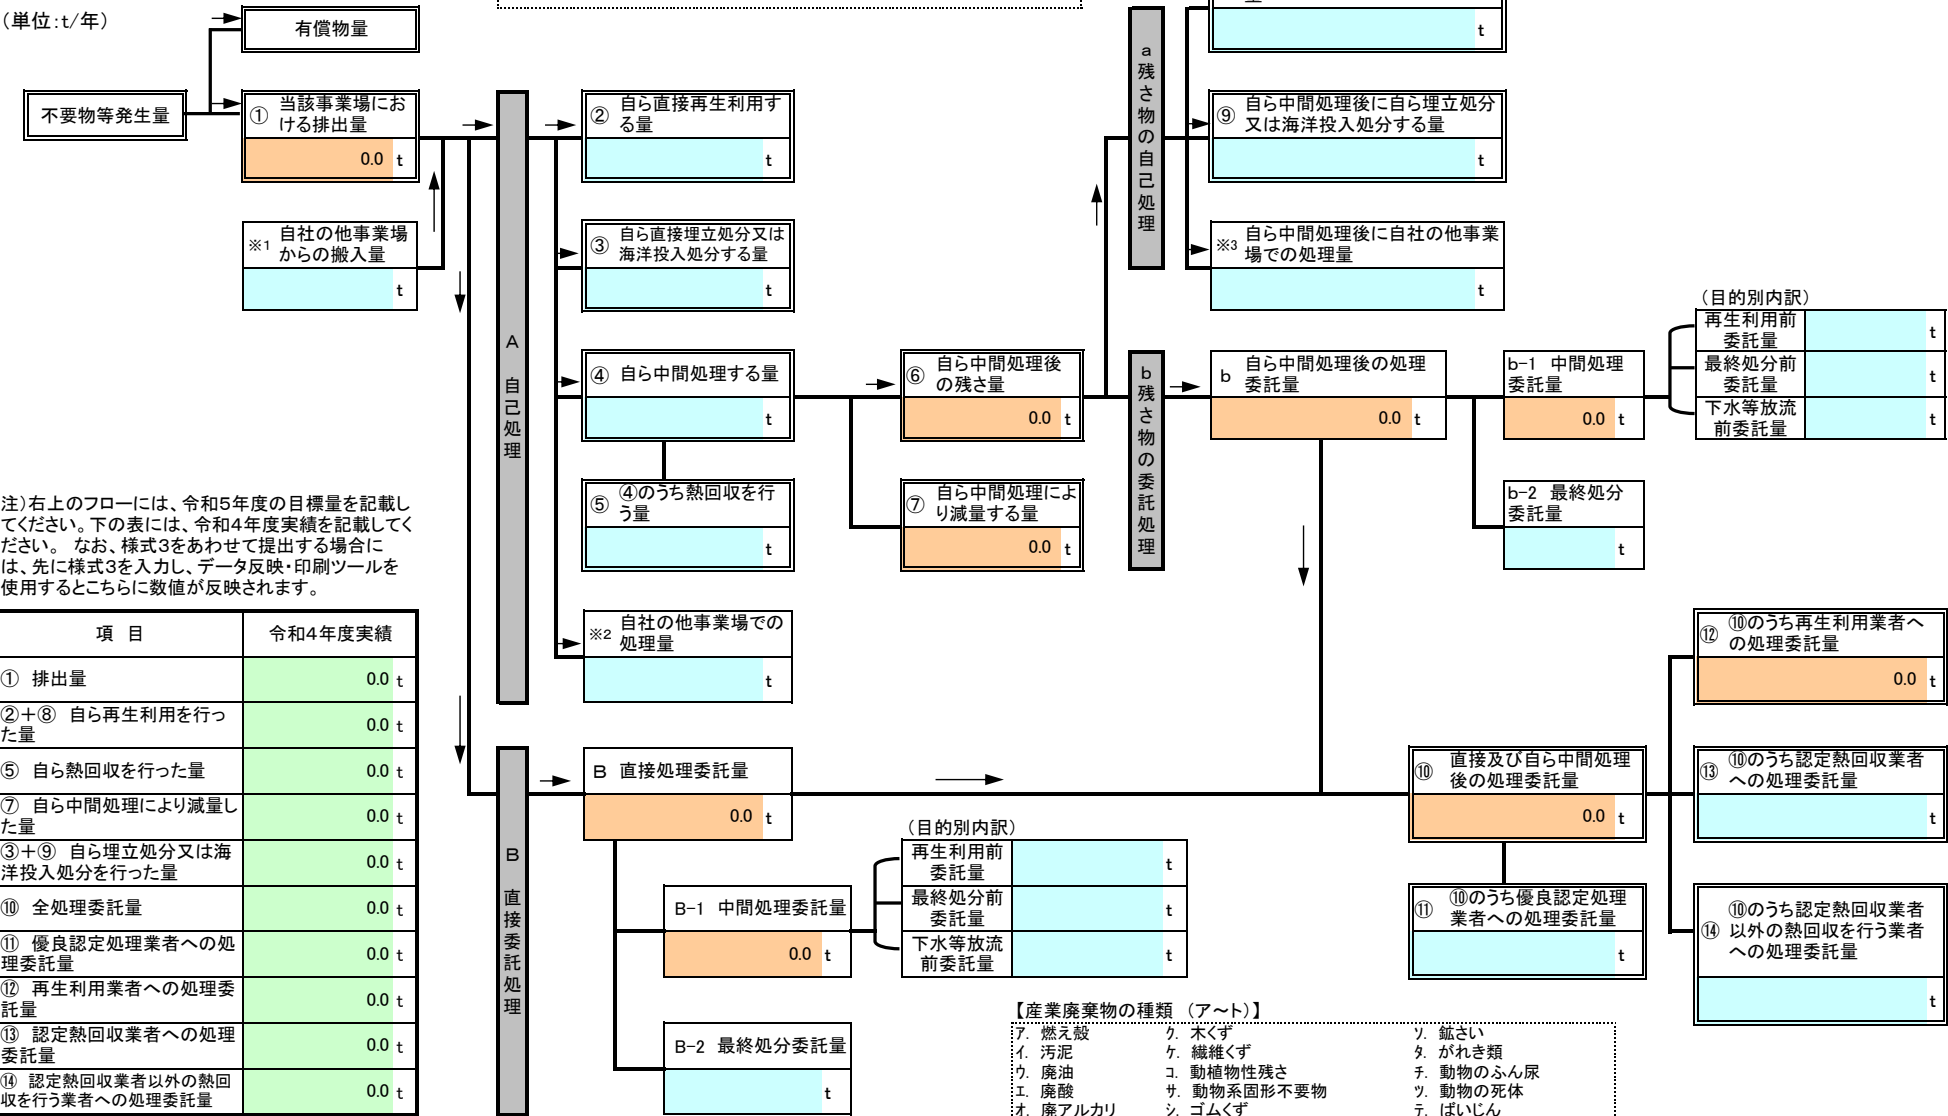 （単位：t/年）
有償物量
不要物等発生量
① 当該事業場にお
ける排出量
0.0 t
※1 自社の他事業場
からの搬入量
t
A 自己処理
② 自ら直接再生利用す
る量
t
③ 自ら直接埋立処分又は
海洋投入処分する量
t
④ 自ら中間処理する量
t
⑤ ④のうち熱回収を行
う量
t
※2 自社の他事業場での
処理量
t
⑥ 自ら中間処理後
の残さ量
0.0 t
⑦ 自ら中間処理によ
り減量する量
0.0 t
a 残さ物の自己処理
t
⑨ 自ら中間処理後に自ら埋立処分
又は海洋投入処分する量
t
※3 自ら中間処理後に自社の他事業
場での処理量
t
b 残さ物の委託処理
b 自ら中間処理後の処理
委託量
0.0 t
b-1 中間処理
委託量
0.0 t
（目的別内訳）
再生利用前
委託量 t
最終処分前
委託量 t
下水等放流
前委託量 t
b-2 最終処分
委託量
t
注）右上のフローには、令和5年度の目標量を記載し
てください。下の表には、令和4年度実績を記載してく
ださい。 なお、様式3をあわせて提出する場合に
は、先に様式3を入力し、データ反映・印刷ツールを
使用するとこちらに数値が反映されます。
項 目 令和4年度実績
① 排出量 0.0 t
②＋⑧ 自ら再生利用を行っ
た量 0.0 t
⑤ 自ら熱回収を行った量 0.0 t
⑦ 自ら中間処理により減量し
た量 0.0 t
③＋⑨ 自ら埋立処分又は海
洋投入処分を行った量 0.0 t
⑩ 全処理委託量 0.0 t
⑪ 優良認定処理業者への処
理委託量 0.0 t
⑫ 再生利用業者への処理委
託量 0.0 t
⑬ 認定熱回収業者への処理
委託量 0.0 t
⑭ 認定熱回収業者以外の熱回
収を行う業者への処理委託量 0.0 t
B 直接委託処理
B 直接処理委託量
0.0 t
B-1 中間処理委託量
0.0 t
（目的別内訳）
再生利用前
委託量 t
最終処分前
委託量 t
下水等放流
前委託量 t
B-2 最終処分委託量
t
⑩ 直接及び自ら中間処理
後の処理委託量
0.0 t
⑪ ⑩のうち優良認定処理
業者への処理委託量
t
⑫ ⑩のうち再生利用業者へ
の処理委託量
0.0 t
⑬ ⑩のうち認定熱回収業者
への処理委託量
t
⑩のうち認定熱回収業者
⑭ 以外の熱回収を行う業者
への処理委託量
t
【産業廃棄物の種類 （ア～ト）】
ア. 燃え殻 ク. 木くず ソ. 鉱さい
イ. 汚泥 ケ. 繊維くず タ. がれき類
ウ. 廃油 コ. 動植物性残さ チ. 動物のふん尿
エ. 廃酸 サ. 動物系固形不要物 ツ. 動物の死体
オ. 廃アルカリ シ. ゴムくず テ. ばいじん